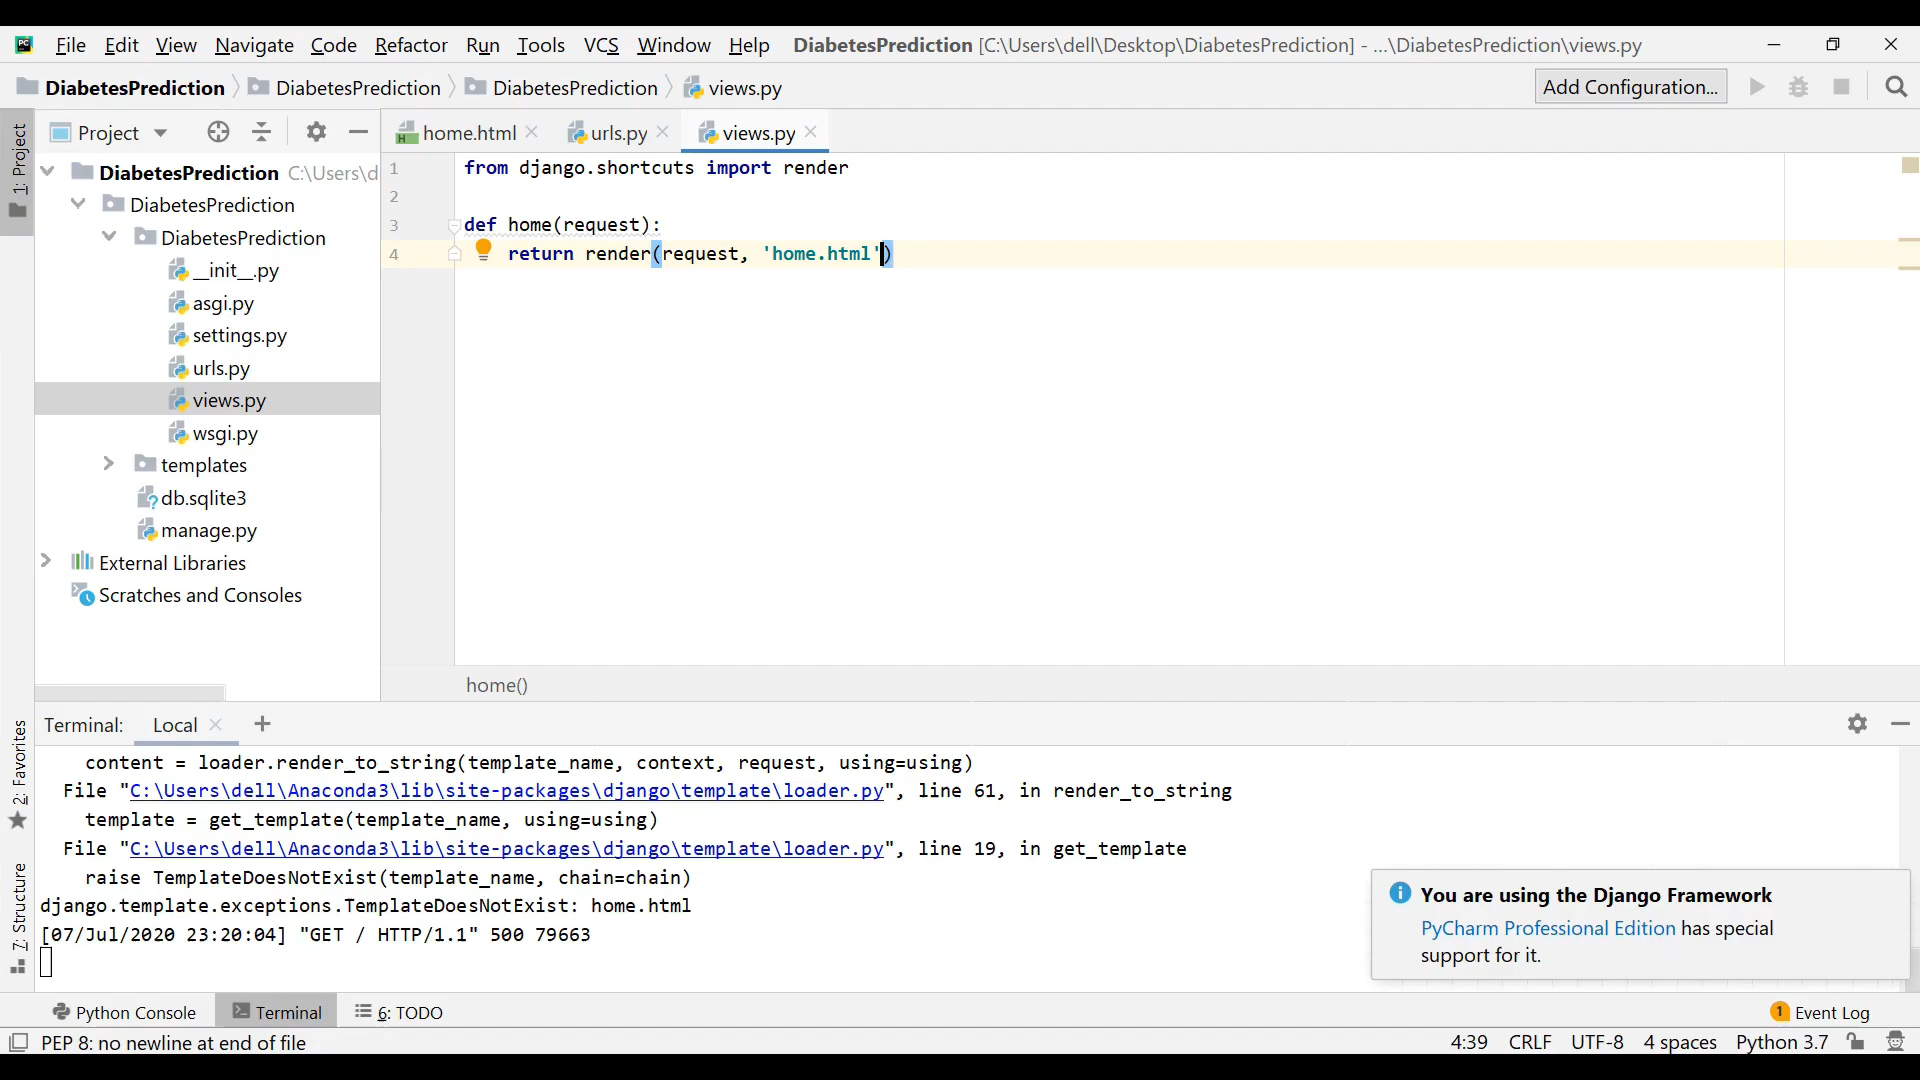 File Edit View Navigate Code Refactor Run Tools VCS Window Help DiabetesPrediction [C:\Users\dell\Desktop\DiabetesPrediction] - ...\DiabetesPrediction\views.py
DiabetesPrediction DiabetesPrediction DiabetesPrediction views.py Add Configuration...
1: Project
Project
home.html urls.py views.py
DiabetesPrediction C:\Users\d
DiabetesPrediction
DiabetesPrediction
__init__.py
asgi.py
settings.py
urls.py
views.py
wsgi.py
templates
db.sqlite3
manage.py
External Libraries
Scratches and Consoles
1 from django.shortcuts import render
2
3 def home(request):
4 return render(request, 'home.html')
home()
2: Favorites
7: Structure
Terminal: Local
content = loader.render_to_string(template_name, context, request, using=using)
File "C:\Users\dell\Anaconda3\lib\site-packages\django\template\loader.py", line 61, in render_to_string
template = get_template(template_name, using=using)
File "C:\Users\dell\Anaconda3\lib\site-packages\django\template\loader.py", line 19, in get_template
raise TemplateDoesNotExist(template_name, chain=chain)
django.template.exceptions.TemplateDoesNotExist: home.html
[07/Jul/2020 23:20:04] "GET / HTTP/1.1" 500 79663
You are using the Django Framework
PyCharm Professional Edition has special
support for it.
Python Console Terminal 6: TODO 1 Event Log
PEP 8: no newline at end of file 4:39 CRLF UTF-8 4 spaces Python 3.7